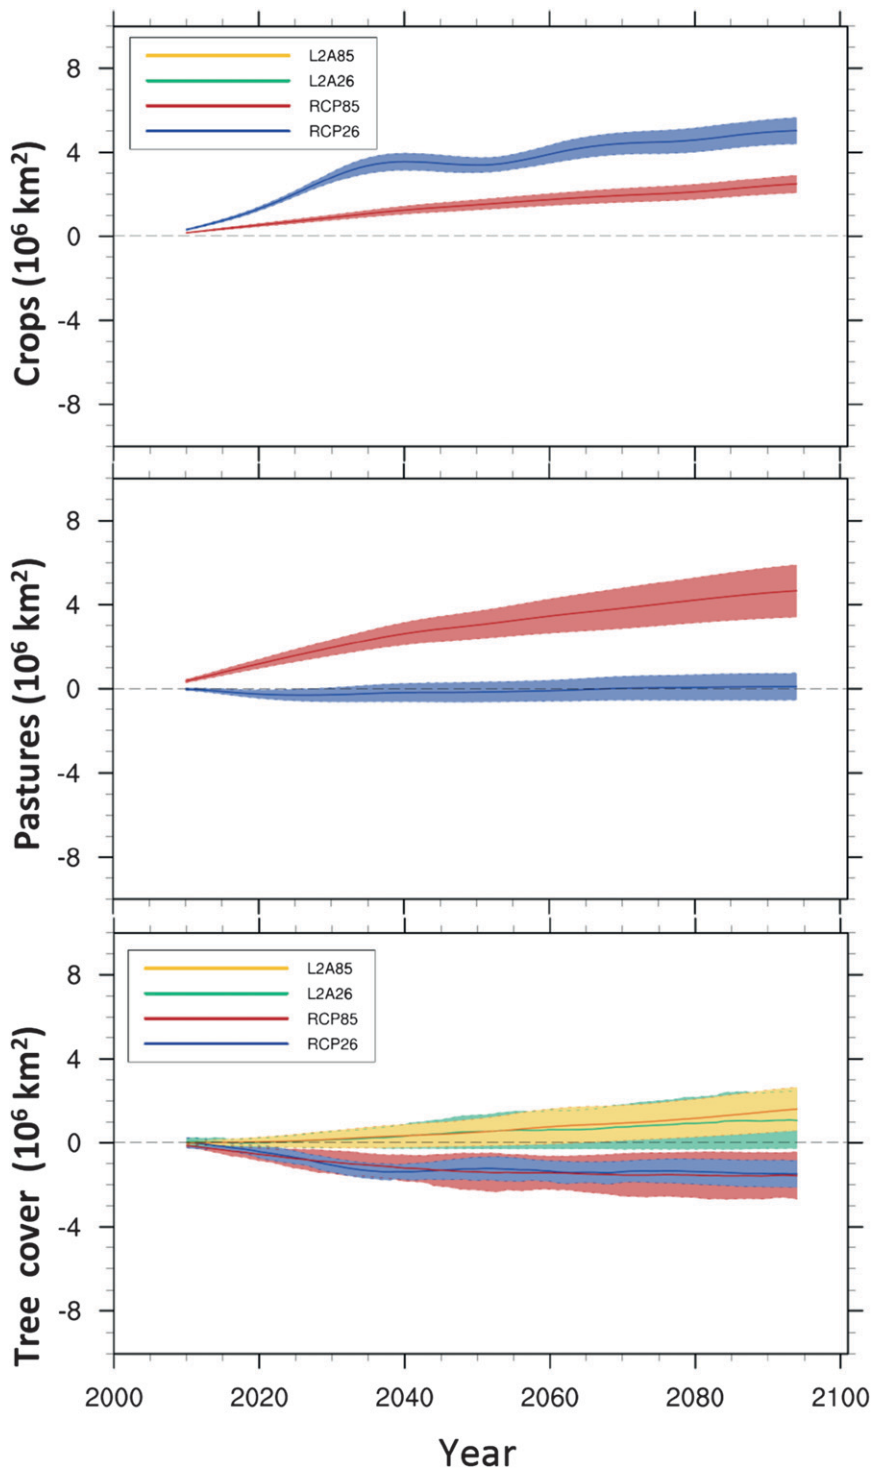 8
4
0
-4
-8
Crops (10⁶ km²)
L2A85
L2A26
RCP85
RCP26
8
4
0
-4
-8
Pastures (10⁶ km²)
8
4
0
-4
-8
Tree cover (10⁶ km²)
L2A85
L2A26
RCP85
RCP26
2000 2020 2040 2060 2080 2100
Year